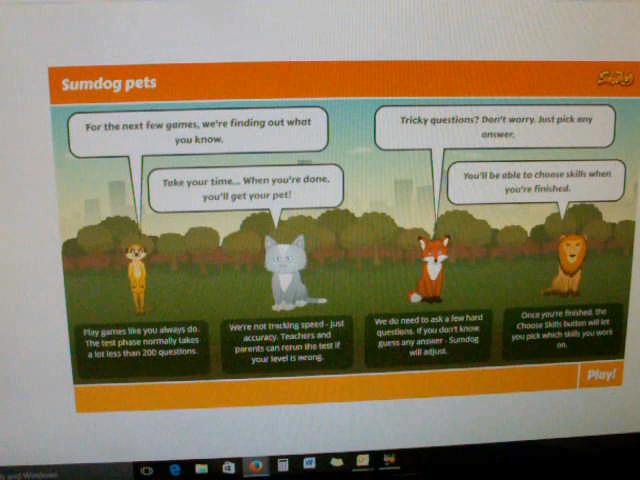 Sumdog pets
For the next few games, we're finding out what
you know.
Take your time... When you're done,
you'll get your pet!
Tricky questions? Don't worry. Just pick any
answer.
You'll be able to choose skills when
you're finished.
Play games like you always do.
The test phase normally takes
a lot less than 200 questions.
We're not tracking speed - just
accuracy. Teachers and
parents can rerun the test if
your level is wrong.
We do need to ask a few hard
questions. If you don't know,
guess any answer - Sumdog
will adjust.
Once you're finished, the
Choose Skills button will let
you pick which skills you work
on.
Play!
and Windows